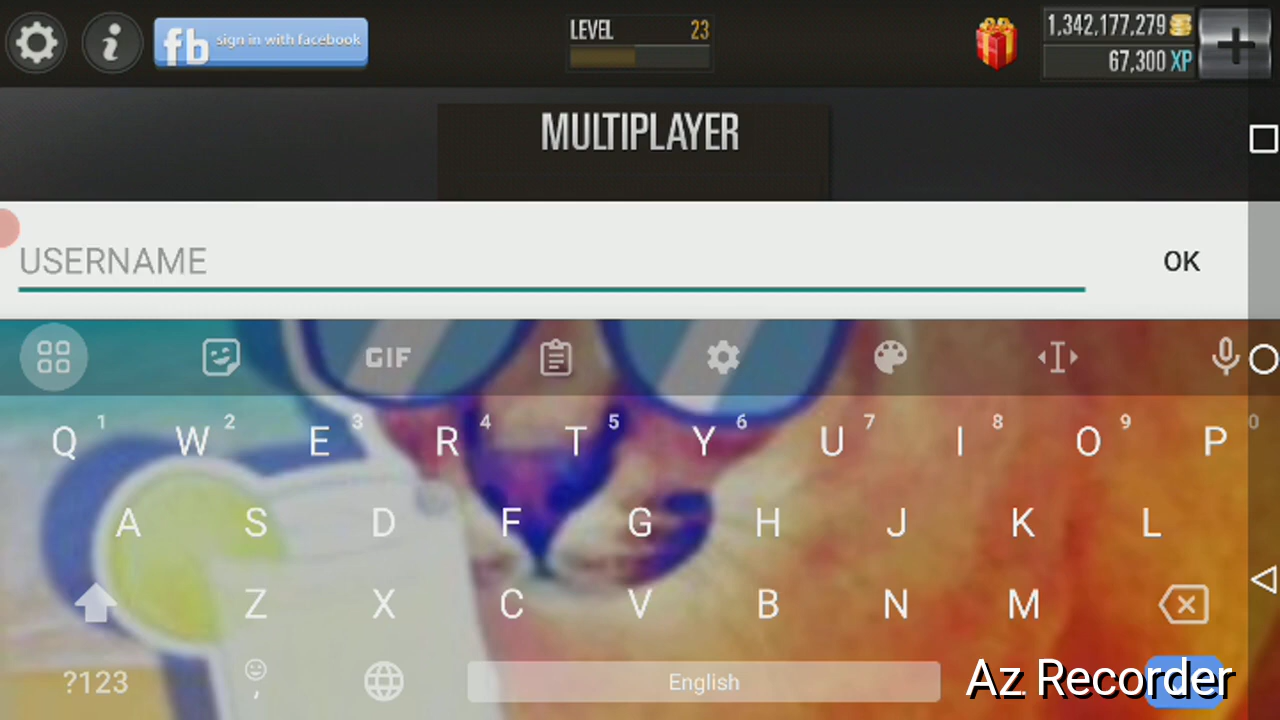 fb sign in with facebook
LEVEL 23
1,342,177,279
67,300 XP
MULTIPLAYER
USERNAME
OK
GIF
Q 1 W 2 E 3 R 4 T 5 Y 6 U 7 I 8 O 9 P 0
A S D F G H J K L
Z X C V B N M
?123 , English
Az Recorder